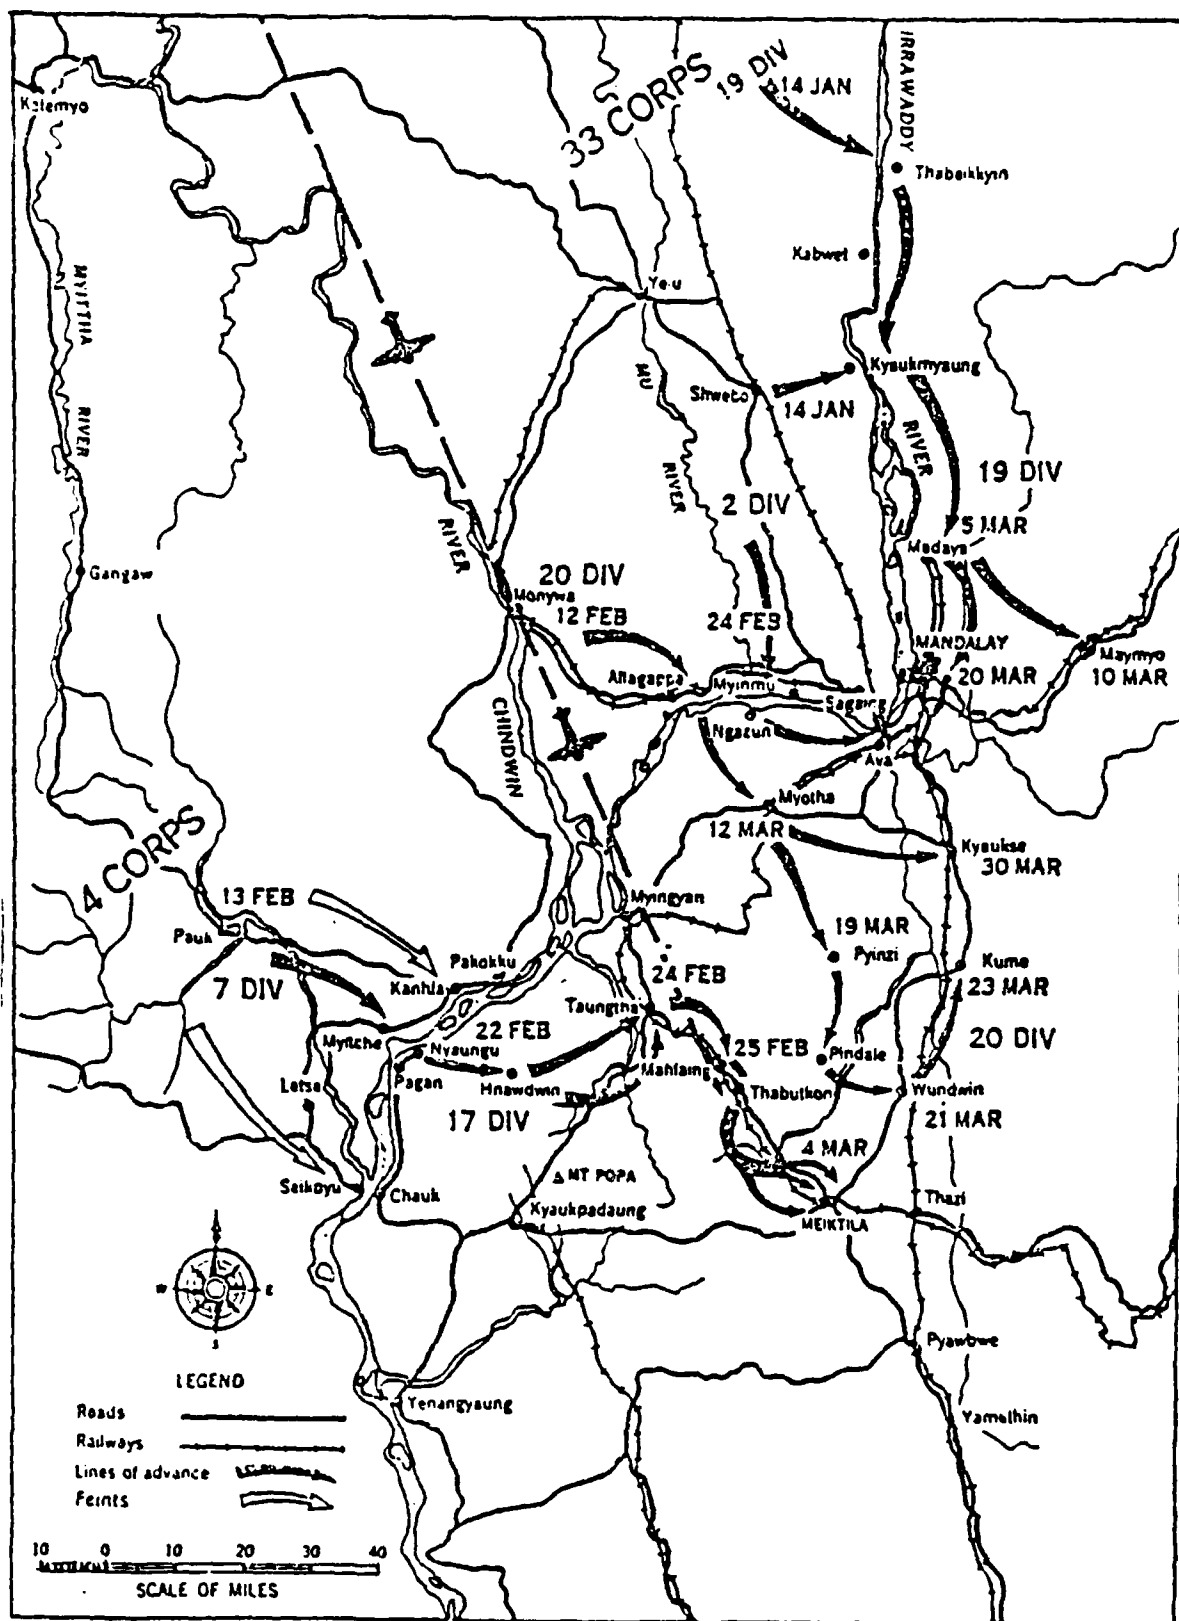 33 CORPS
19 DIV
14 JAN
IRRAWADDY
Kalemyo
Thabeikkyin
Kabwet
MYITTHA
RIVER
Ye-u
MU
RIVER
Shwebo
14 JAN
Kyaukmyaung
RIVER
19 DIV
2 DIV
5 MAR
Madaya
RIVER
Gangaw
20 DIV
Monywa
12 FEB
24 FEB
MANDALAY
Maymyo
10 MAR
20 MAR
Allagappa
Myinmu
Sagaing
Ngazun
Ava
CHINDWIN
Myotha
12 MAR
Kyaukse
30 MAR
4 CORPS
13 FEB
Myingyan
Pauk
19 MAR
Pyinzi
Pakokku
Kanhla
24 FEB
Kume
23 MAR
7 DIV
Taungtha
22 FEB
Myitche
Nyaungu
25 FEB
Pindale
20 DIV
Pagan
Hnawdwin
Mahlaing
Thabutkon
Wundwin
Letse
17 DIV
21 MAR
4 MAR
MT POPA
Seikpyu
Chauk
Kyaukpadaung
MEIKTILA
Thazi
W
E
S
Pyawbwe
LEGEND
Yenangyaung
Yamethin
Roads
Railways
Lines of advance
Feints
10 0 10 20 30 40
SCALE OF MILES